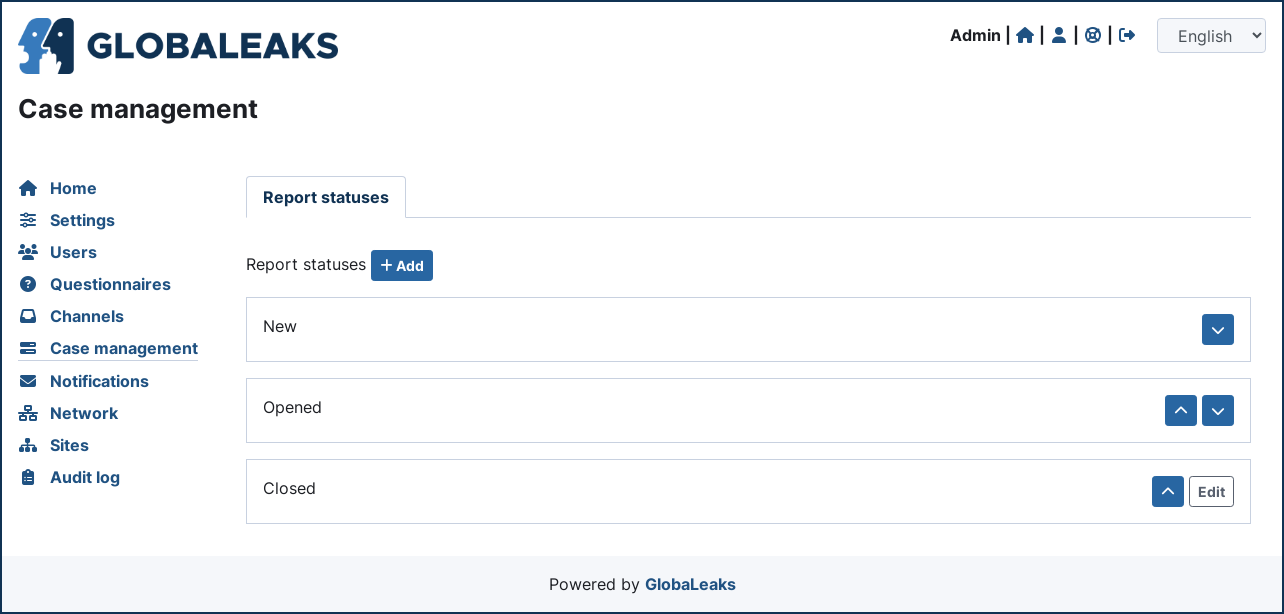 GLOBALEAKS
Admin | | | |
English
Case management
Home
Settings
Users
Questionnaires
Channels
Case management
Notifications
Network
Sites
Audit log
Report statuses
Report statuses Add
New
Opened
Closed
Edit
Powered by GlobaLeaks